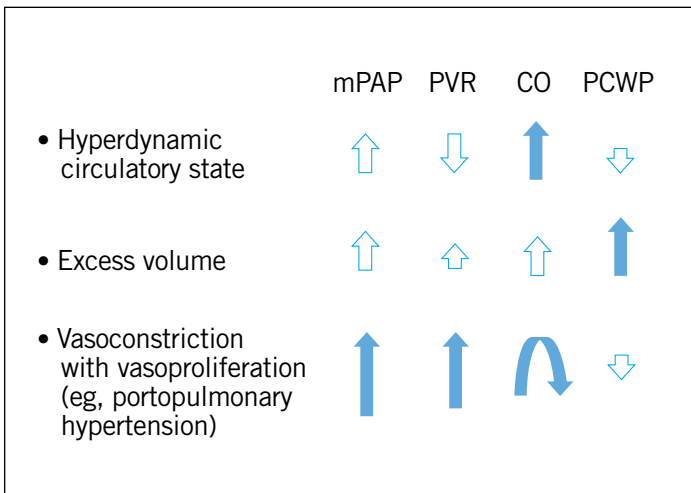 mPAP PVR CO PCWP
• Hyperdynamic
circulatory state
• Excess volume
• Vasoconstriction
with vasoproliferation
(eg, portopulmonary
hypertension)